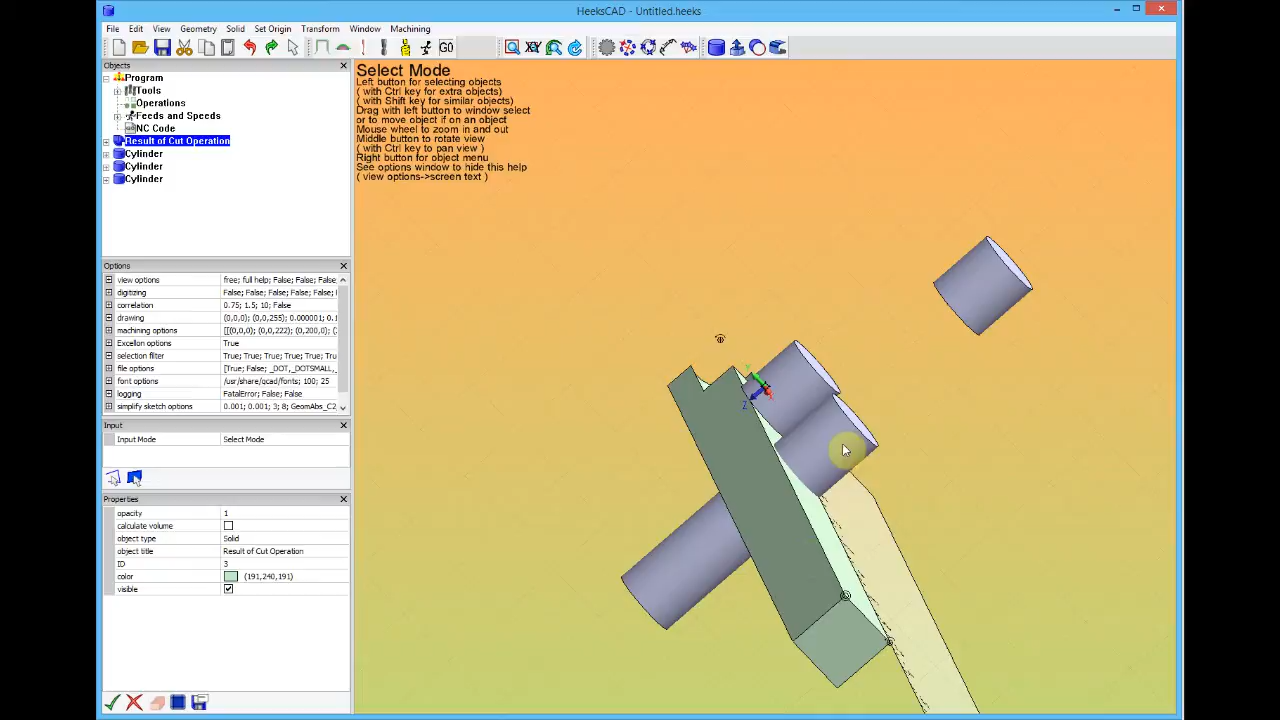 HeeksCAD - Untitled.heeks
File Edit View Geometry Solid Set Origin Transform Window Machining
G0
Objects
Program
Tools
Operations
Feeds and Speeds
NC Code
Result of Cut Operation
Cylinder
Cylinder
Cylinder
Options
view options free; full help; False; False; False;
digitizing False; False; False; False; False;
correlation 0.75; 1.5; 10; False
drawing (0,0,0); (0,0,255); 0.000001; 0.
machining options [[(0,0,0); (0,0,222); (0,200,0);
Excellon options True
selection filter True; True; True; True; True; True;
file options [True; False; _DOT,_DOTSMALL,
font options /usr/share/qcad/fonts; 100; 25
logging FatalError; False; False
simplify sketch options 0.001; 0.001; 3; 8; GeomAbs_C2
Input
Input Mode Select Mode
Properties
opacity 1
calculate volume
object type Solid
object title Result of Cut Operation
ID 3
color (191,240,191)
visible
Select Mode
Left button for selecting objects
( with Ctrl key for extra objects)
( with Shift key for similar objects)
Drag with left button to window select
or to move object if on an object
Mouse wheel to zoom in and out
Middle button to rotate view
( with Ctrl key to pan view )
Right button for object menu
See options window to hide this help
( view options->screen text )
Y
X
Z